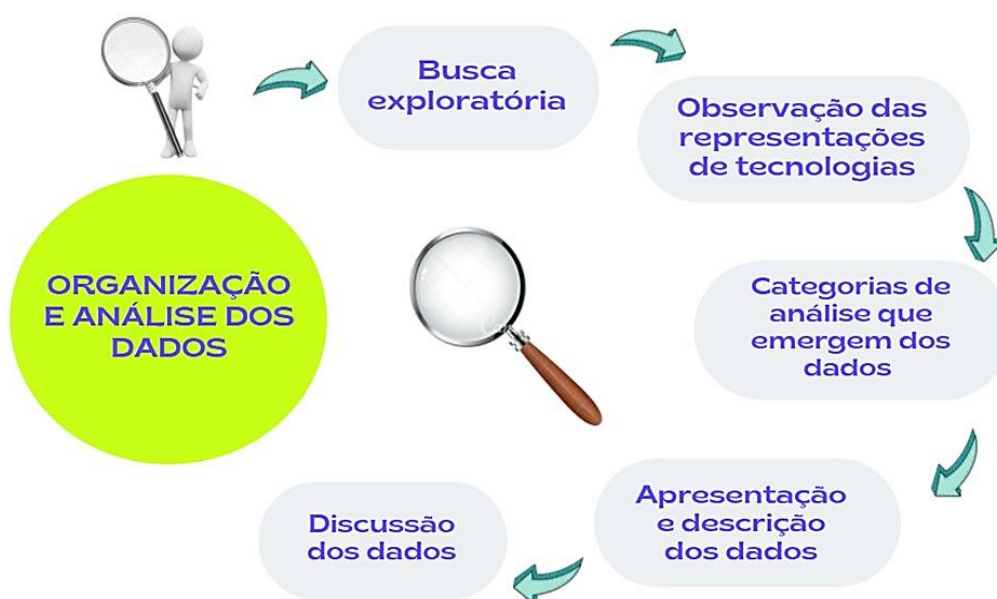 Busca
exploratória
Observação das
representações
de tecnologias
ORGANIZAÇÃO
E ANÁLISE DOS
DADOS
Categorias de
análise que
emergem dos
dados
Apresentação
e descrição
dos dados
Discussão
dos dados